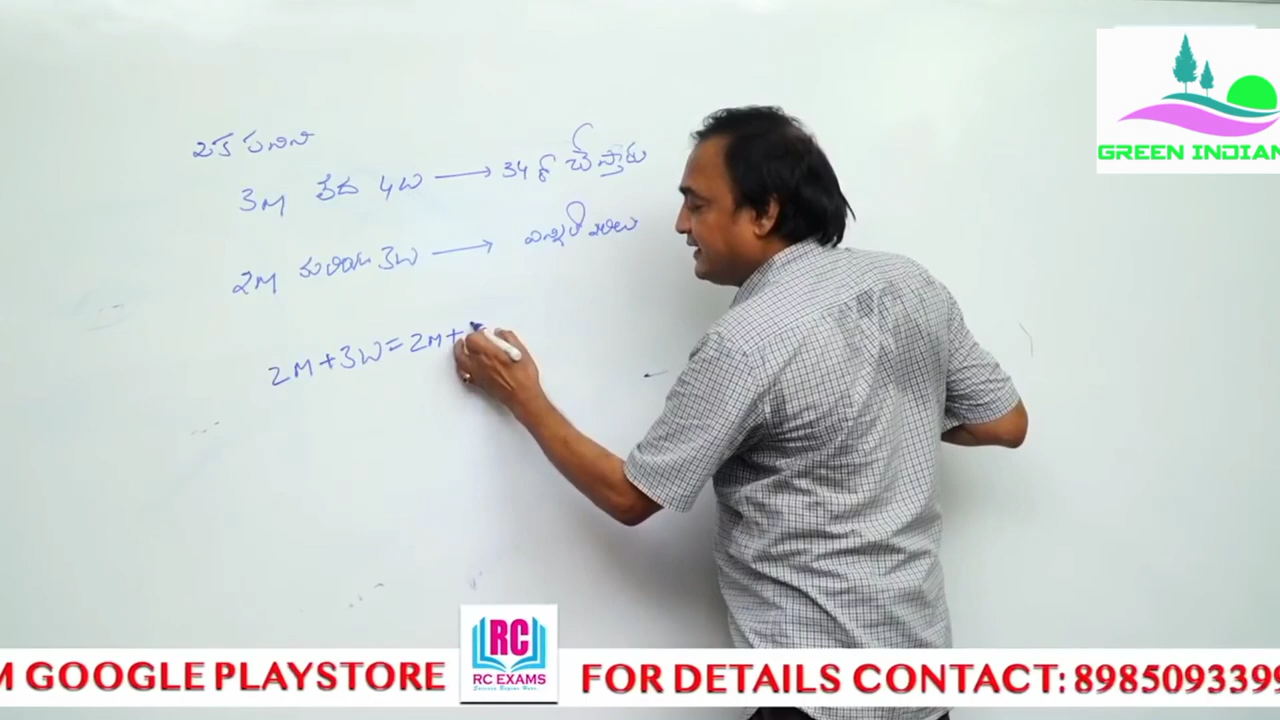 ఒక పనిని
3M లేదా 4W → 34 రో చేస్తారు
2M మరియు 3W → ఎన్ని రోజులు
2M + 3W = 2M +
GREEN INDIAN
M GOOGLE PLAYSTORE
RC
RC EXAMS
FOR DETAILS CONTACT: 8985093399